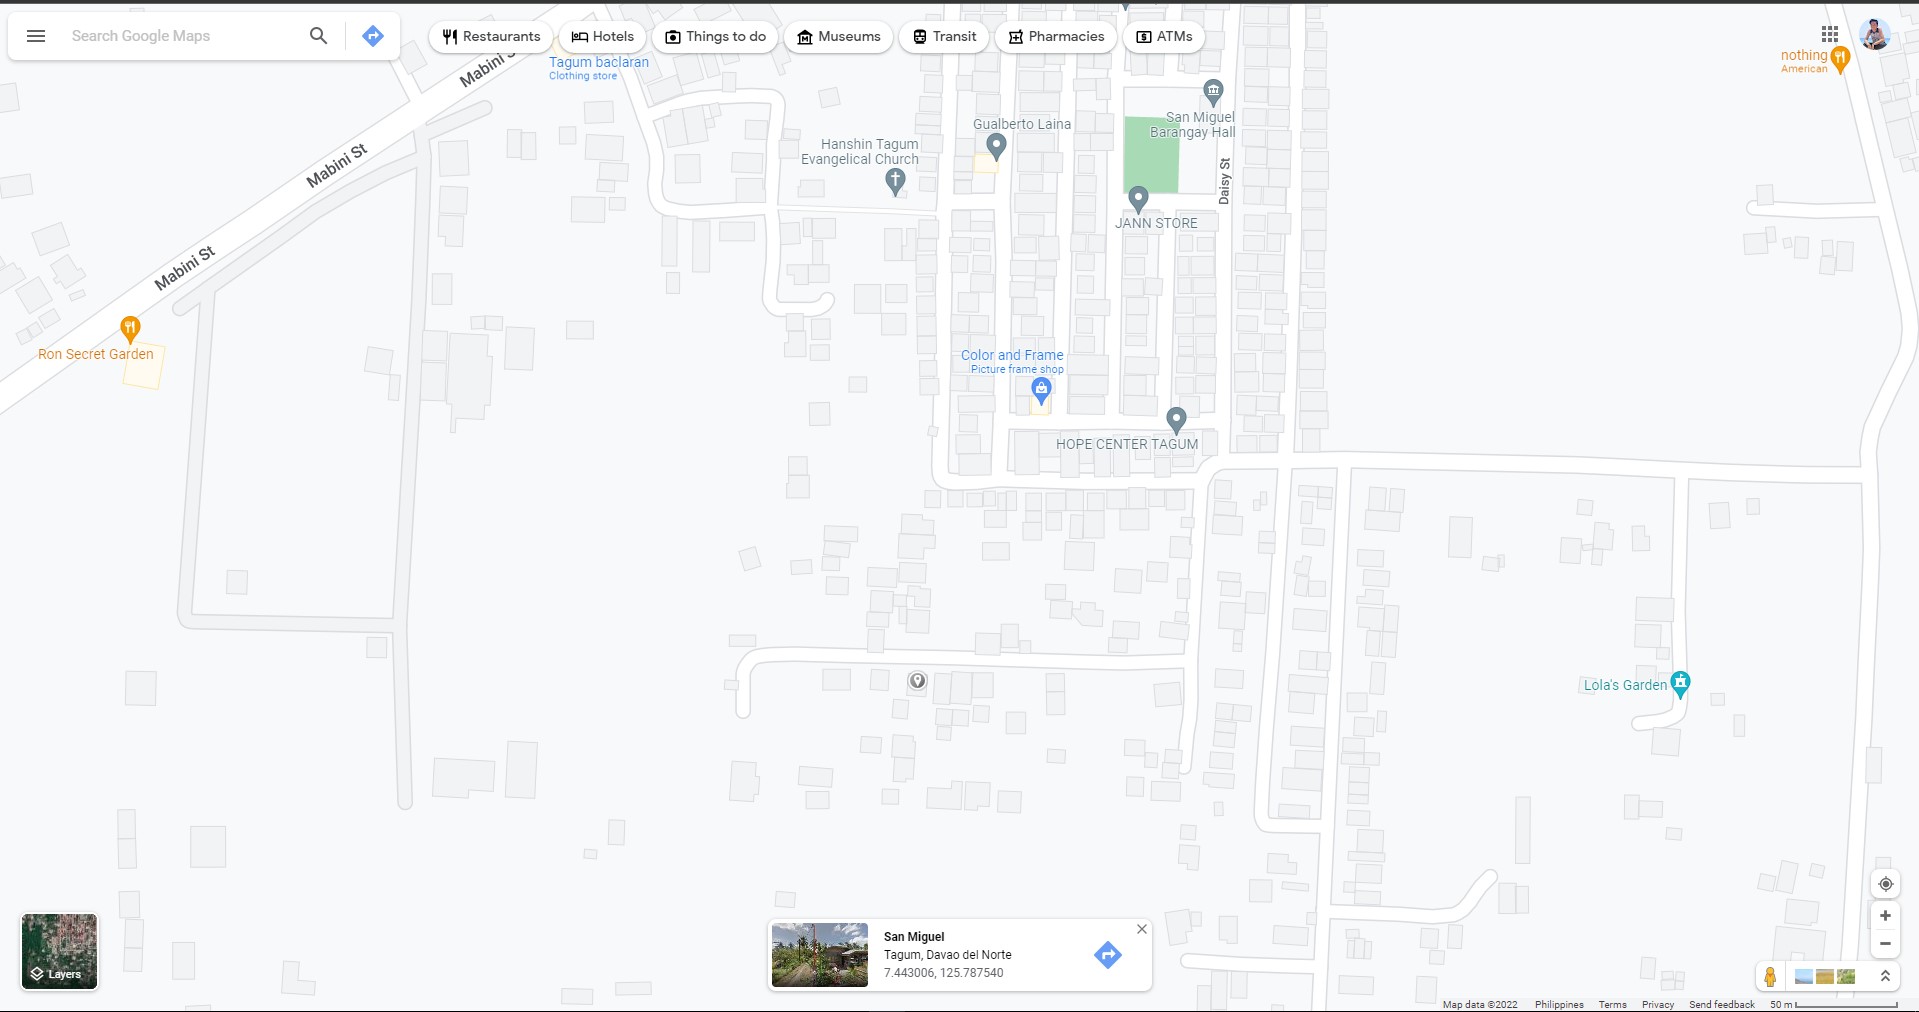 Search Google Maps
Restaurants
Hotels
Things to do
Museums
Transit
Pharmacies
ATMs
Mabini S
Tagum baclaran
Clothing store
nothing
American
San Miguel
Barangay Hall
Gualberto Laina
Hanshin Tagum
Evangelical Church
Mabini St
Daisy St
JANN STORE
Mabini St
Ron Secret Garden
Color and Frame
Picture frame shop
HOPE CENTER TAGUM
Lola's Garden
San Miguel
Tagum, Davao del Norte
7.443006, 125.787540
Layers
Map data ©2022
Philippines
Terms
Privacy
Send feedback
50 m